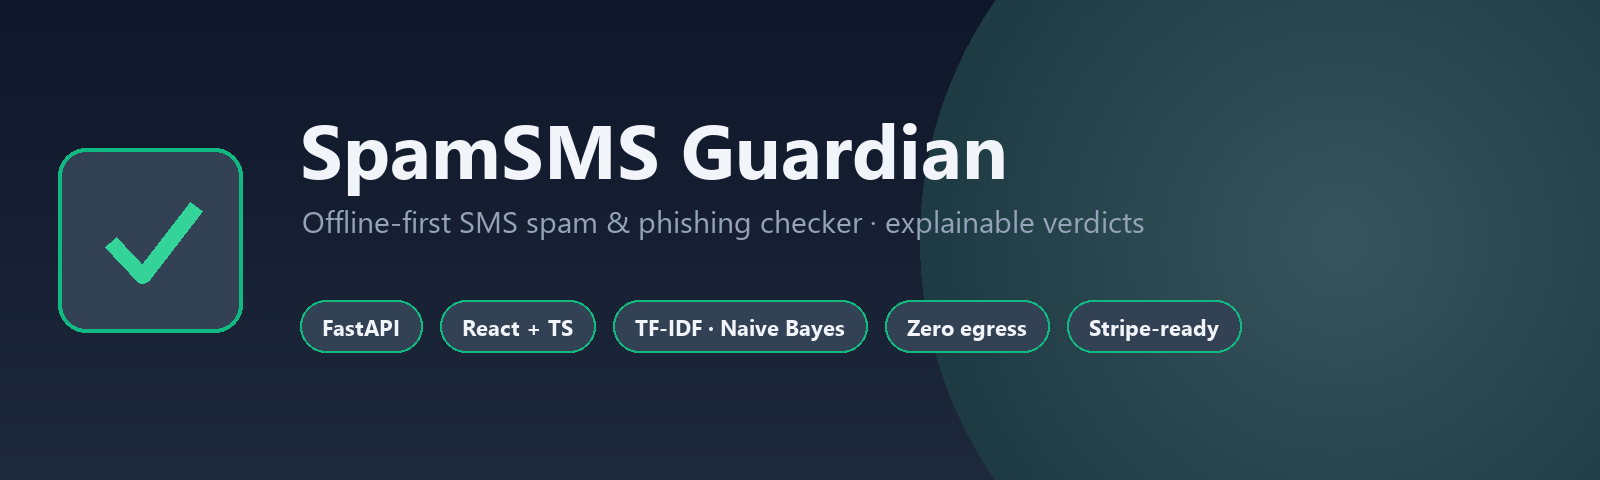 SpamSMS Guardian
Offline-first SMS spam & phishing checker · explainable verdicts
FastAPI React + TS TF-IDF · Naive Bayes Zero egress Stripe-ready